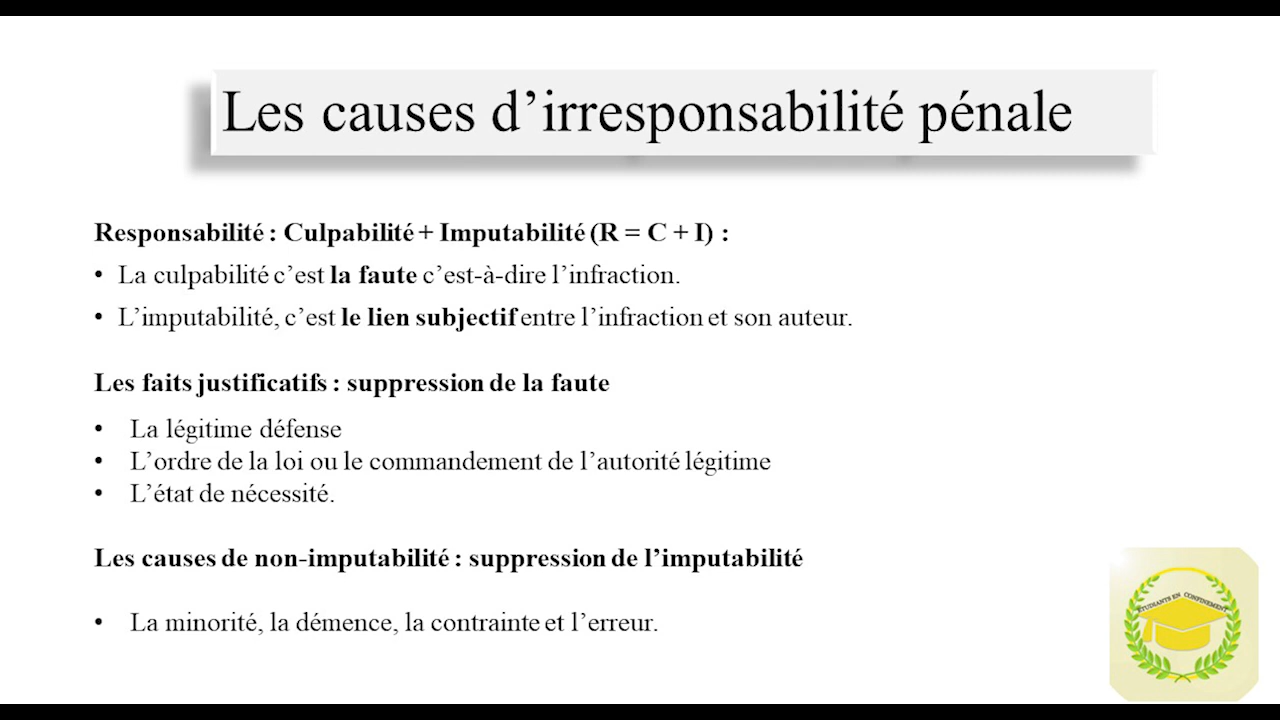 Les causes d’irresponsabilité pénale
Responsabilité : Culpabilité + Imputabilité (R = C + I) :
• La culpabilité c’est la faute c’est-à-dire l’infraction.
• L’imputabilité, c’est le lien subjectif entre l’infraction et son auteur.
Les faits justificatifs : suppression de la faute
• La légitime défense
• L’ordre de la loi ou le commandement de l’autorité légitime
• L’état de nécessité.
Les causes de non-imputabilité : suppression de l’imputabilité
• La minorité, la démence, la contrainte et l’erreur.
ETUDIANTS EN CONFINEMENT